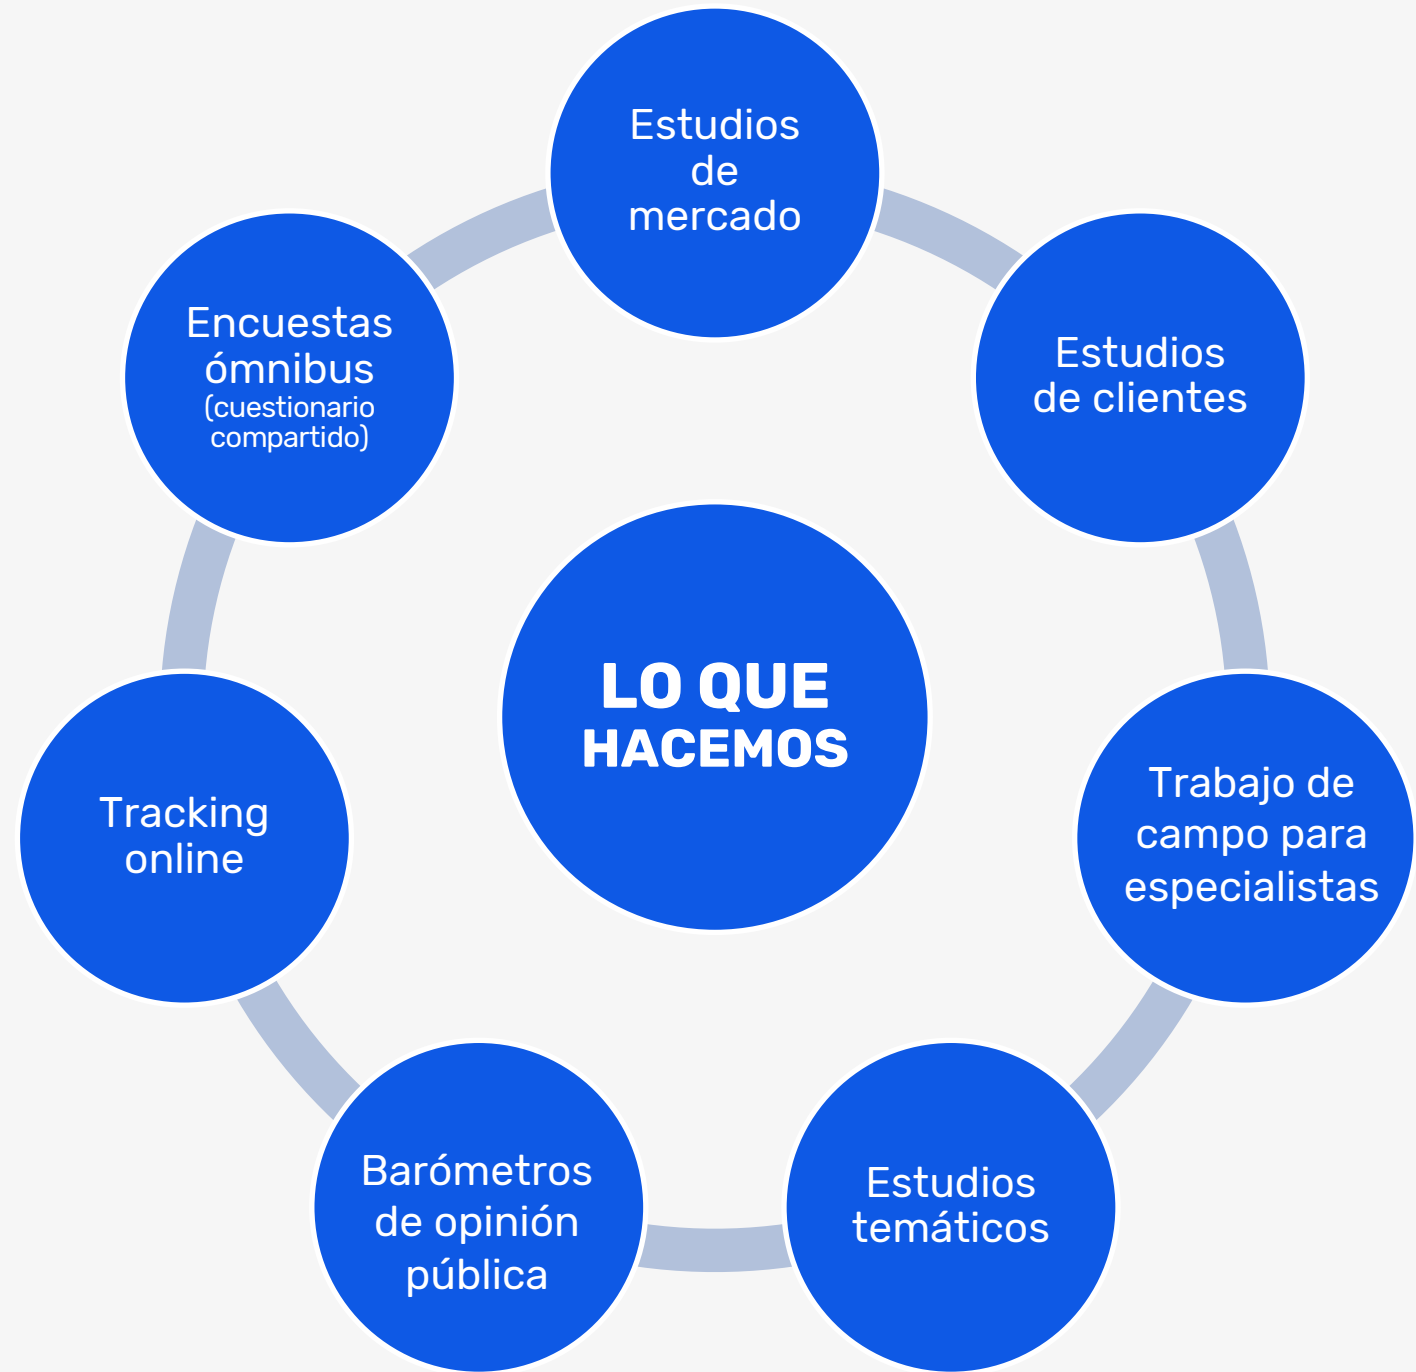 Estudios
de
mercado
Estudios
de clientes
Trabajo de
campo para
especialistas
Estudios
temáticos
Barómetros
de opinión
pública
Tracking
online
Encuestas
ómnibus
(cuestionario
compartido)
LO QUE
HACEMOS